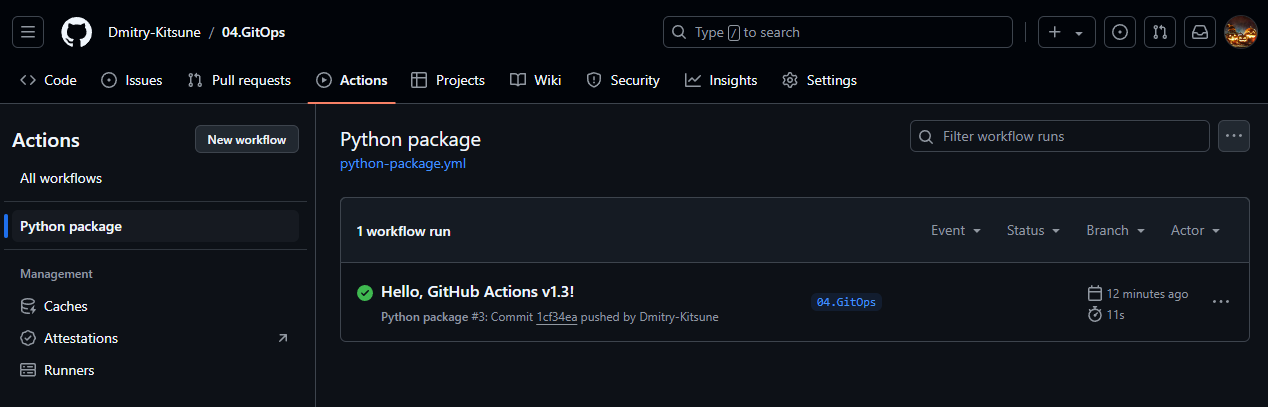 Dmitry-Kitsune / 04.GitOps
Type / to search
Code Issues Pull requests Actions Projects Wiki Security Insights Settings
Actions
New workflow
All workflows
Python package
Management
Caches
Attestations
Runners
Python package
python-package.yml
Filter workflow runs
1 workflow run
Event Status Branch Actor
Hello, GitHub Actions v1.3!
Python package #3: Commit 1cf34ea pushed by Dmitry-Kitsune
04.GitOps
12 minutes ago
11s